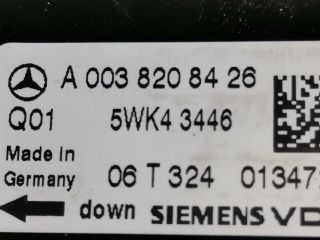 A 003 820 84 26
Q01 5WK4 3446
Made in
Germany 06 T 324 01347
down SIEMENS VD